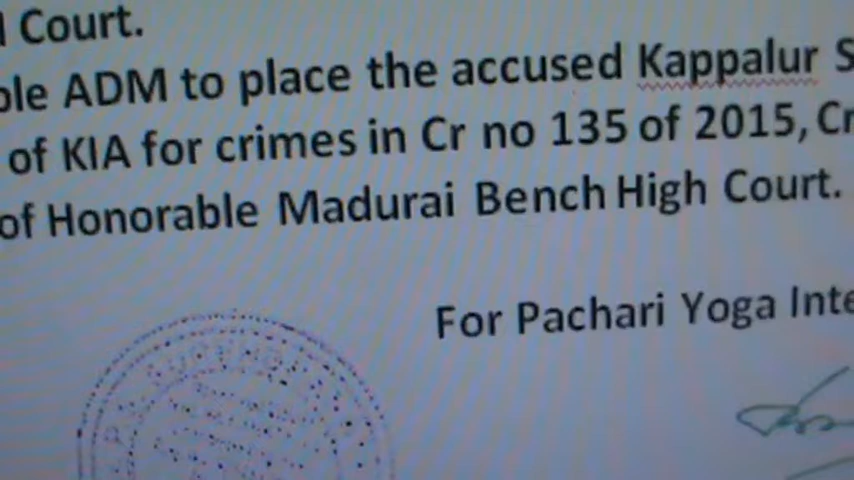 Court.
ble ADM to place the accused Kappalur S
of KIA for crimes in Cr no 135 of 2015, Cr
of Honorable Madurai Bench High Court.
For Pachari Yoga Inte